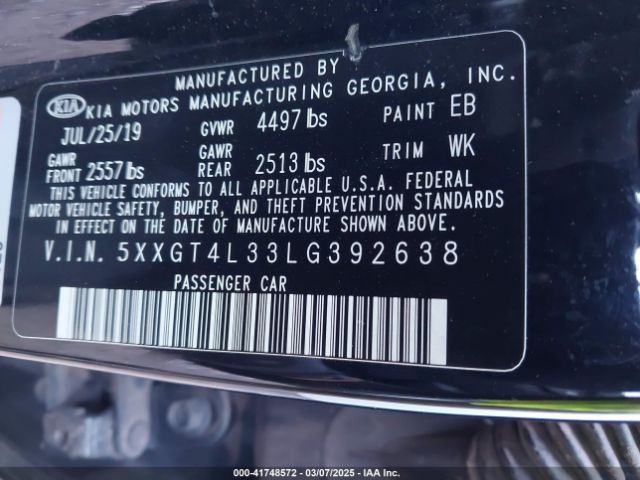 MANUFACTURED BY
KIA KIA MOTORS MANUFACTURING GEORGIA, INC.
JUL/25/19 GVWR 4497 lbs PAINT EB
GAWR FRONT 2557 lbs GAWR REAR 2513 lbs TRIM WK
THIS VEHICLE CONFORMS TO ALL APPLICABLE U.S.A. FEDERAL
MOTOR VEHICLE SAFETY, BUMPER, AND THEFT PREVENTION STANDARDS
IN EFFECT ON THE DATE OF MANUFACTURE SHOWN ABOVE.
V.I.N. 5XXGT4L33LG392638
PASSENGER CAR
000-41748572 — 03/07/2025 — IAA Inc.